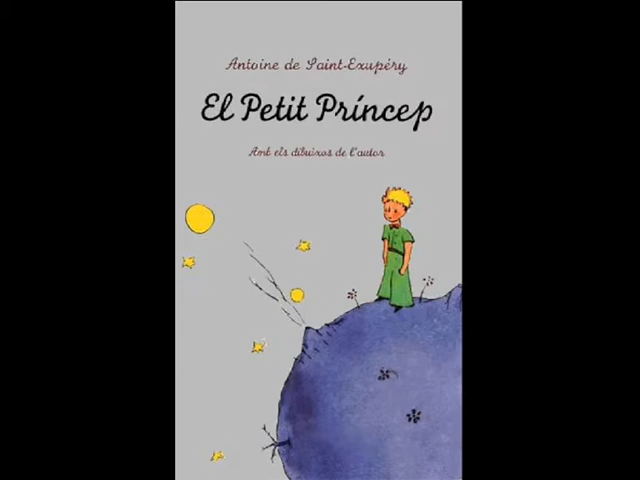 Antoine de Saint-Exupéry
El Petit Príncep
Amb els dibuixos de l'autor